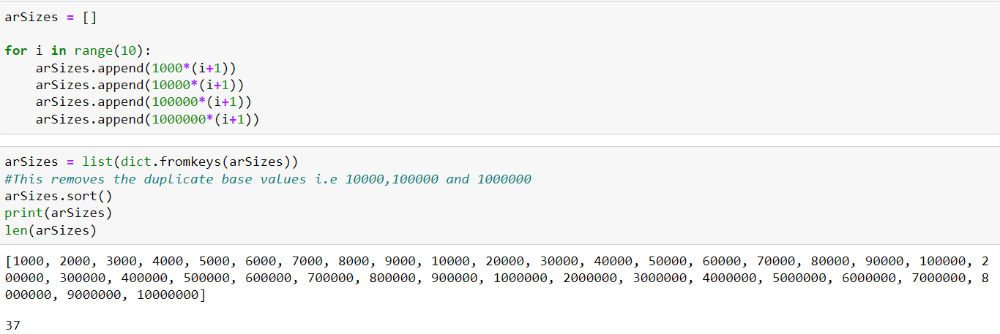 arSizes = []
for i in range(10):
    arSizes.append(1000*(i+1))
    arSizes.append(10000*(i+1))
    arSizes.append(100000*(i+1))
    arSizes.append(1000000*(i+1))
arSizes = list(dict.fromkeys(arSizes))
#This removes the duplicate base values i.e 10000,100000 and 1000000
arSizes.sort()
print(arSizes)
len(arSizes)
[1000, 2000, 3000, 4000, 5000, 6000, 7000, 8000, 9000, 10000, 20000, 30000, 40000, 50000, 60000, 70000, 80000, 90000, 100000, 2
00000, 300000, 400000, 500000, 600000, 700000, 800000, 900000, 1000000, 2000000, 3000000, 4000000, 5000000, 6000000, 7000000, 8
000000, 9000000, 10000000]
37